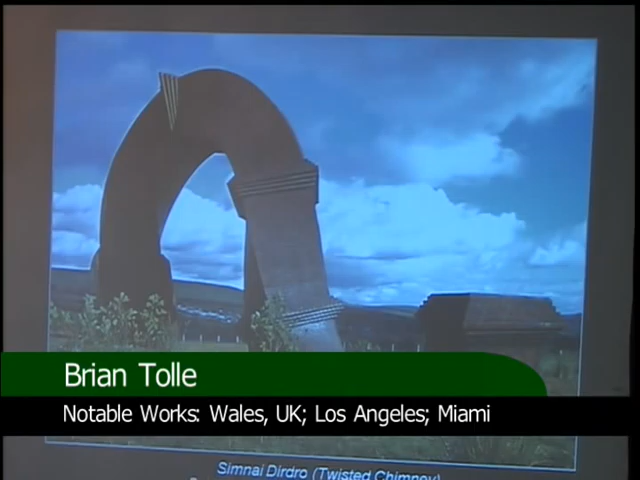 Brian Tolle
Notable Works: Wales, UK; Los Angeles; Miami
Simnai Dirdro (Twisted Chimney)